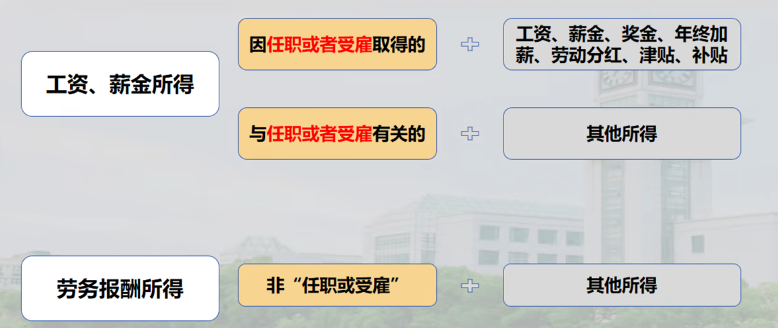 工资、薪金所得
因任职或者受雇取得的
工资、薪金、奖金、年终加
薪、劳动分红、津贴、补贴
与任职或者受雇有关的
其他所得
劳务报酬所得
非“任职或受雇”
其他所得